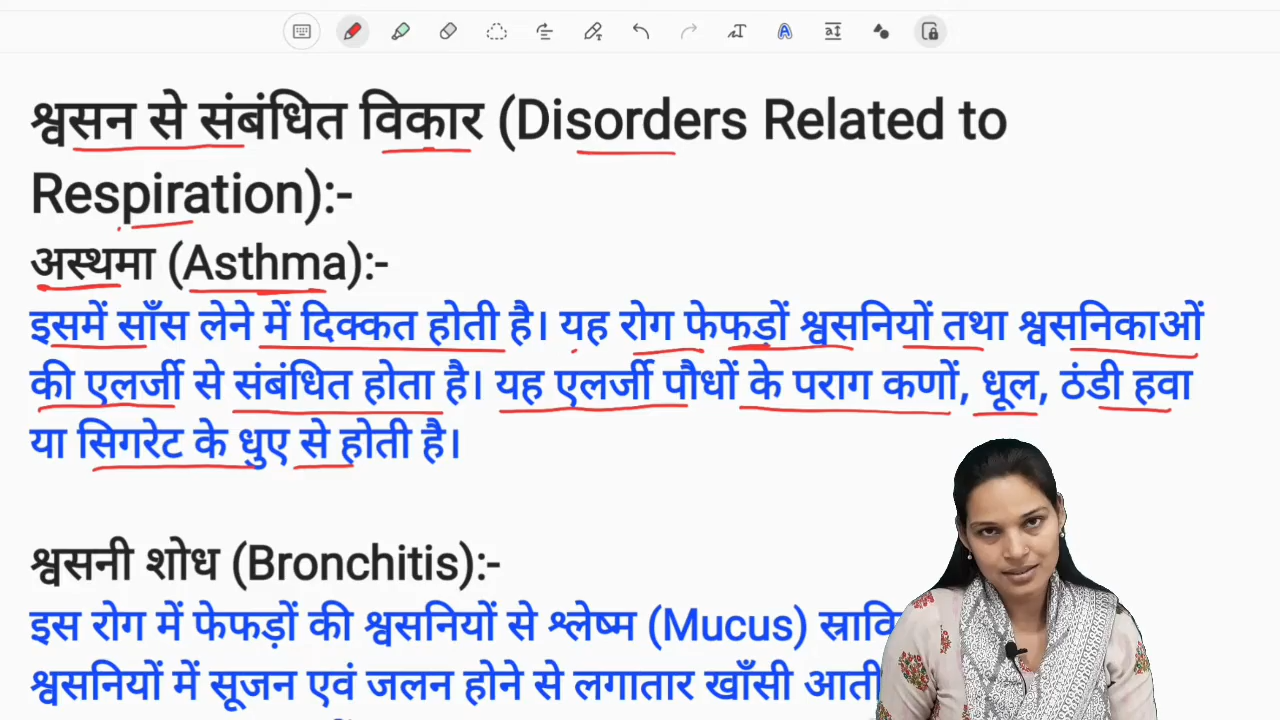 श्वसन से संबंधित विकार (Disorders Related to
Respiration):-
अस्थमा (Asthma):-
इसमें साँस लेने में दिक्कत होती है। यह रोग फेफड़ों श्वसनियों तथा श्वसनिकाओं
की एलर्जी से संबंधित होता है। यह एलर्जी पौधों के पराग कणों, धूल, ठंडी हवा
या सिगरेट के धुए से होती है।
श्वसनी शोध (Bronchitis):-
इस रोग में फेफड़ों की श्वसनियों से श्लेष्म (Mucus)
श्वसनियों में सूजन एवं जलन होने से लगातार खाँसी आती